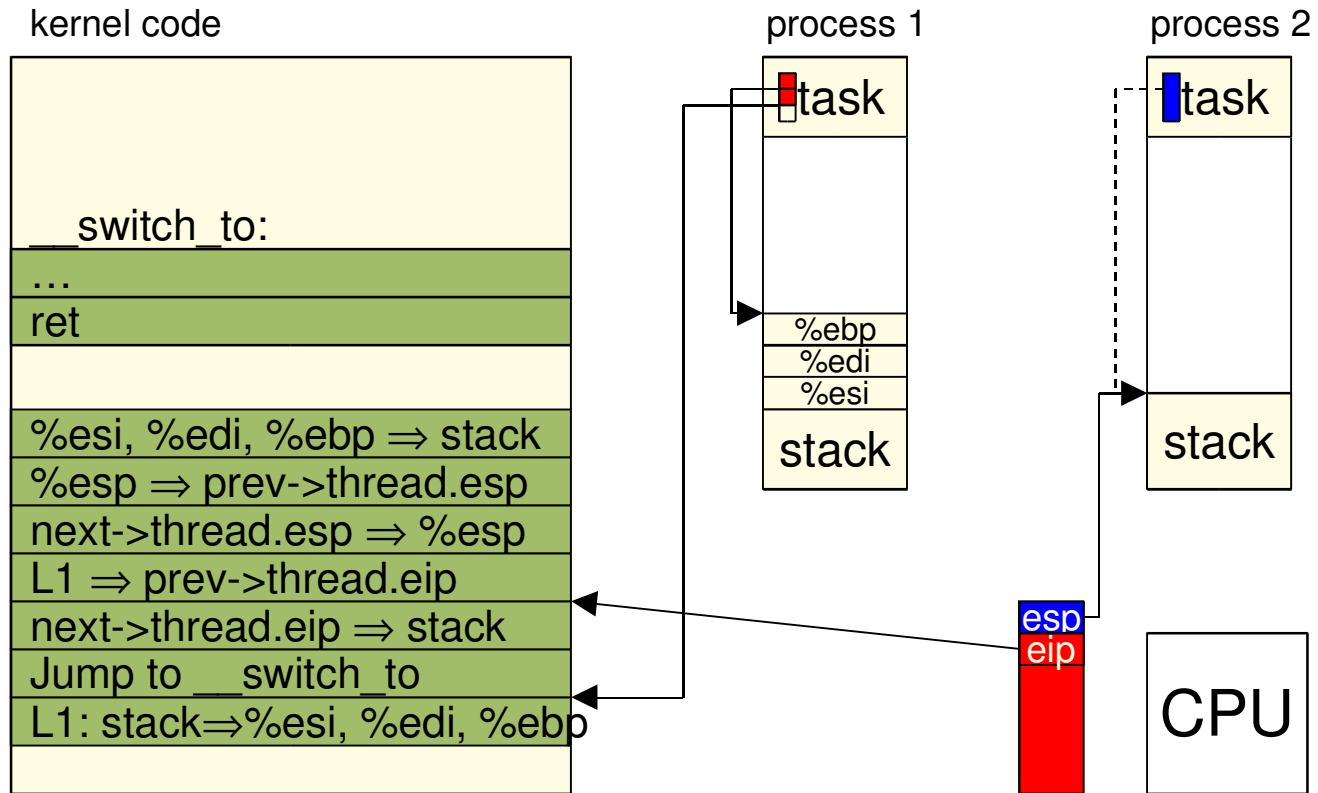 kernel code
process 1
process 2
task
task
__switch_to:
…
ret
%ebp
%edi
%esi
stack
stack
%esi, %edi, %ebp ⇒ stack
%esp ⇒ prev->thread.esp
next->thread.esp ⇒ %esp
L1 ⇒ prev->thread.eip
next->thread.eip ⇒ stack
Jump to __switch_to
L1: stack⇒%esi, %edi, %ebp
esp
eip
CPU